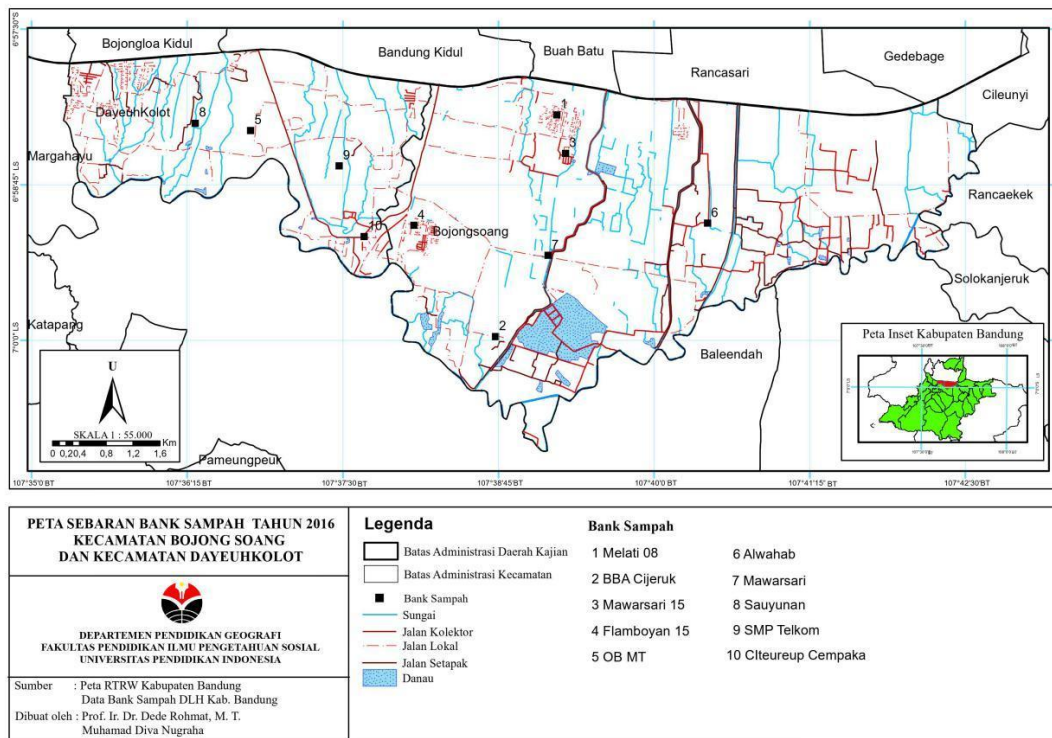 6°57'30"S
Bojongloa Kidul
Bandung Kidul
Buah Batu
Rancasari
Gedebage
Cileunyi
DayeuhKolot
8
5
1
3
Margahayu
9
6°58'45" LS
Rancaekek
4
6
10
Bojongsoang
7
Solokanjeruk
Katapang
2
7°0'0" LS
Baleendah
Peta Inset Kabupaten Bandung
U
SKALA 1 : 55.000
0 0,20,4 0,8 1,2 1,6 Km
Pameungpeuk
107°35'0 BT
107°36'15 BT
107°37'30 BT
107°38'45 BT
107°40'0 BT
107°41'15 BT
107°42'30 BT
PETA SEBARAN BANK SAMPAH TAHUN 2016
KECAMATAN BOJONG SOANG
DAN KECAMATAN DAYEUHKOLOT
DEPARTEMEN PENDIDIKAN GEOGRAFI
FAKULTAS PENDIDIKAN ILMU PENGETAHUAN SOSIAL
UNIVERSITAS PENDIDIKAN INDONESIA
Sumber : Peta RTRW Kabupaten Bandung
Data Bank Sampah DLH Kab. Bandung
Dibuat oleh : Prof. Ir. Dr. Dede Rohmat, M. T.
Muhamad Diva Nugraha
Legenda
Batas Administrasi Daerah Kajian
Batas Administrasi Kecamatan
Bank Sampah
Sungai
Jalan Kolektor
Jalan Lokal
Jalan Setapak
Danau
Bank Sampah
1 Melati 08
2 BBA Cijeruk
3 Mawarsari 15
4 Flamboyan 15
5 OB MT
6 Alwahab
7 Mawarsari
8 Sauyunan
9 SMP Telkom
10 CIteureup Cempaka